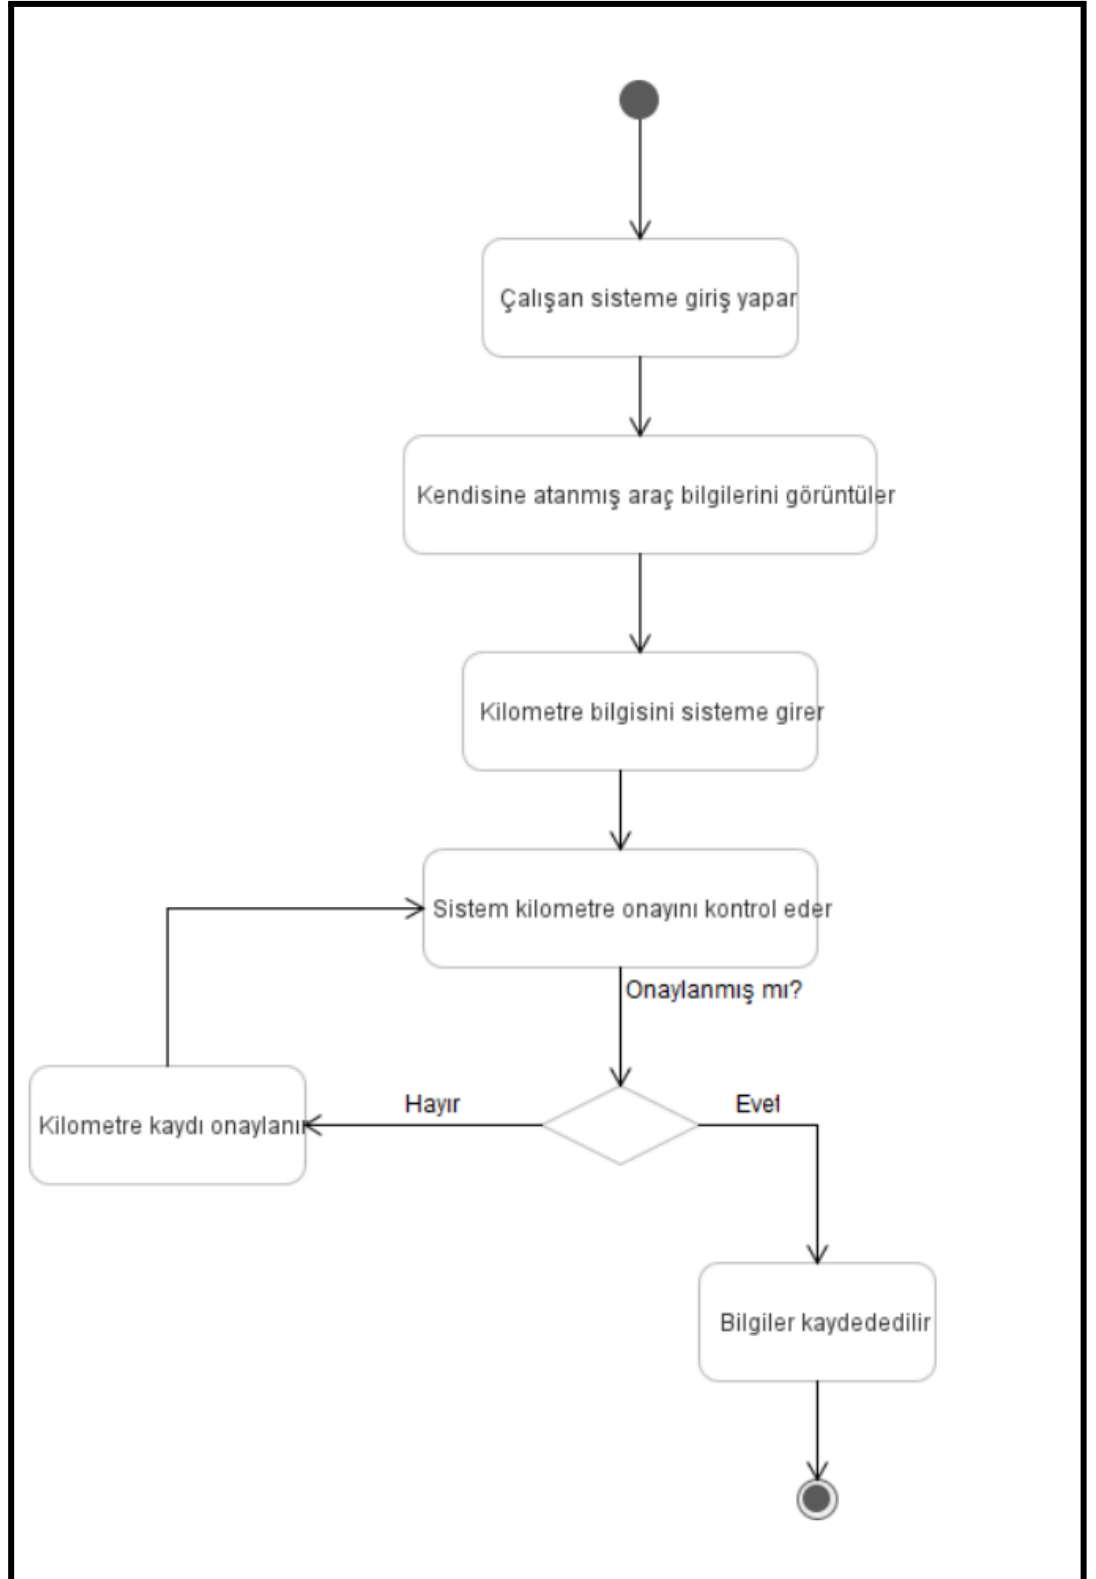 Çalışan sisteme giriş yapar
Kendisine atanmış araç bilgilerini görüntüler
Kilometre bilgisini sisteme girer
Sistem kilometre onayını kontrol eder
Onaylanmış mı?
Hayır
Evet
Kilometre kaydı onaylanır
Bilgiler kaydededilir